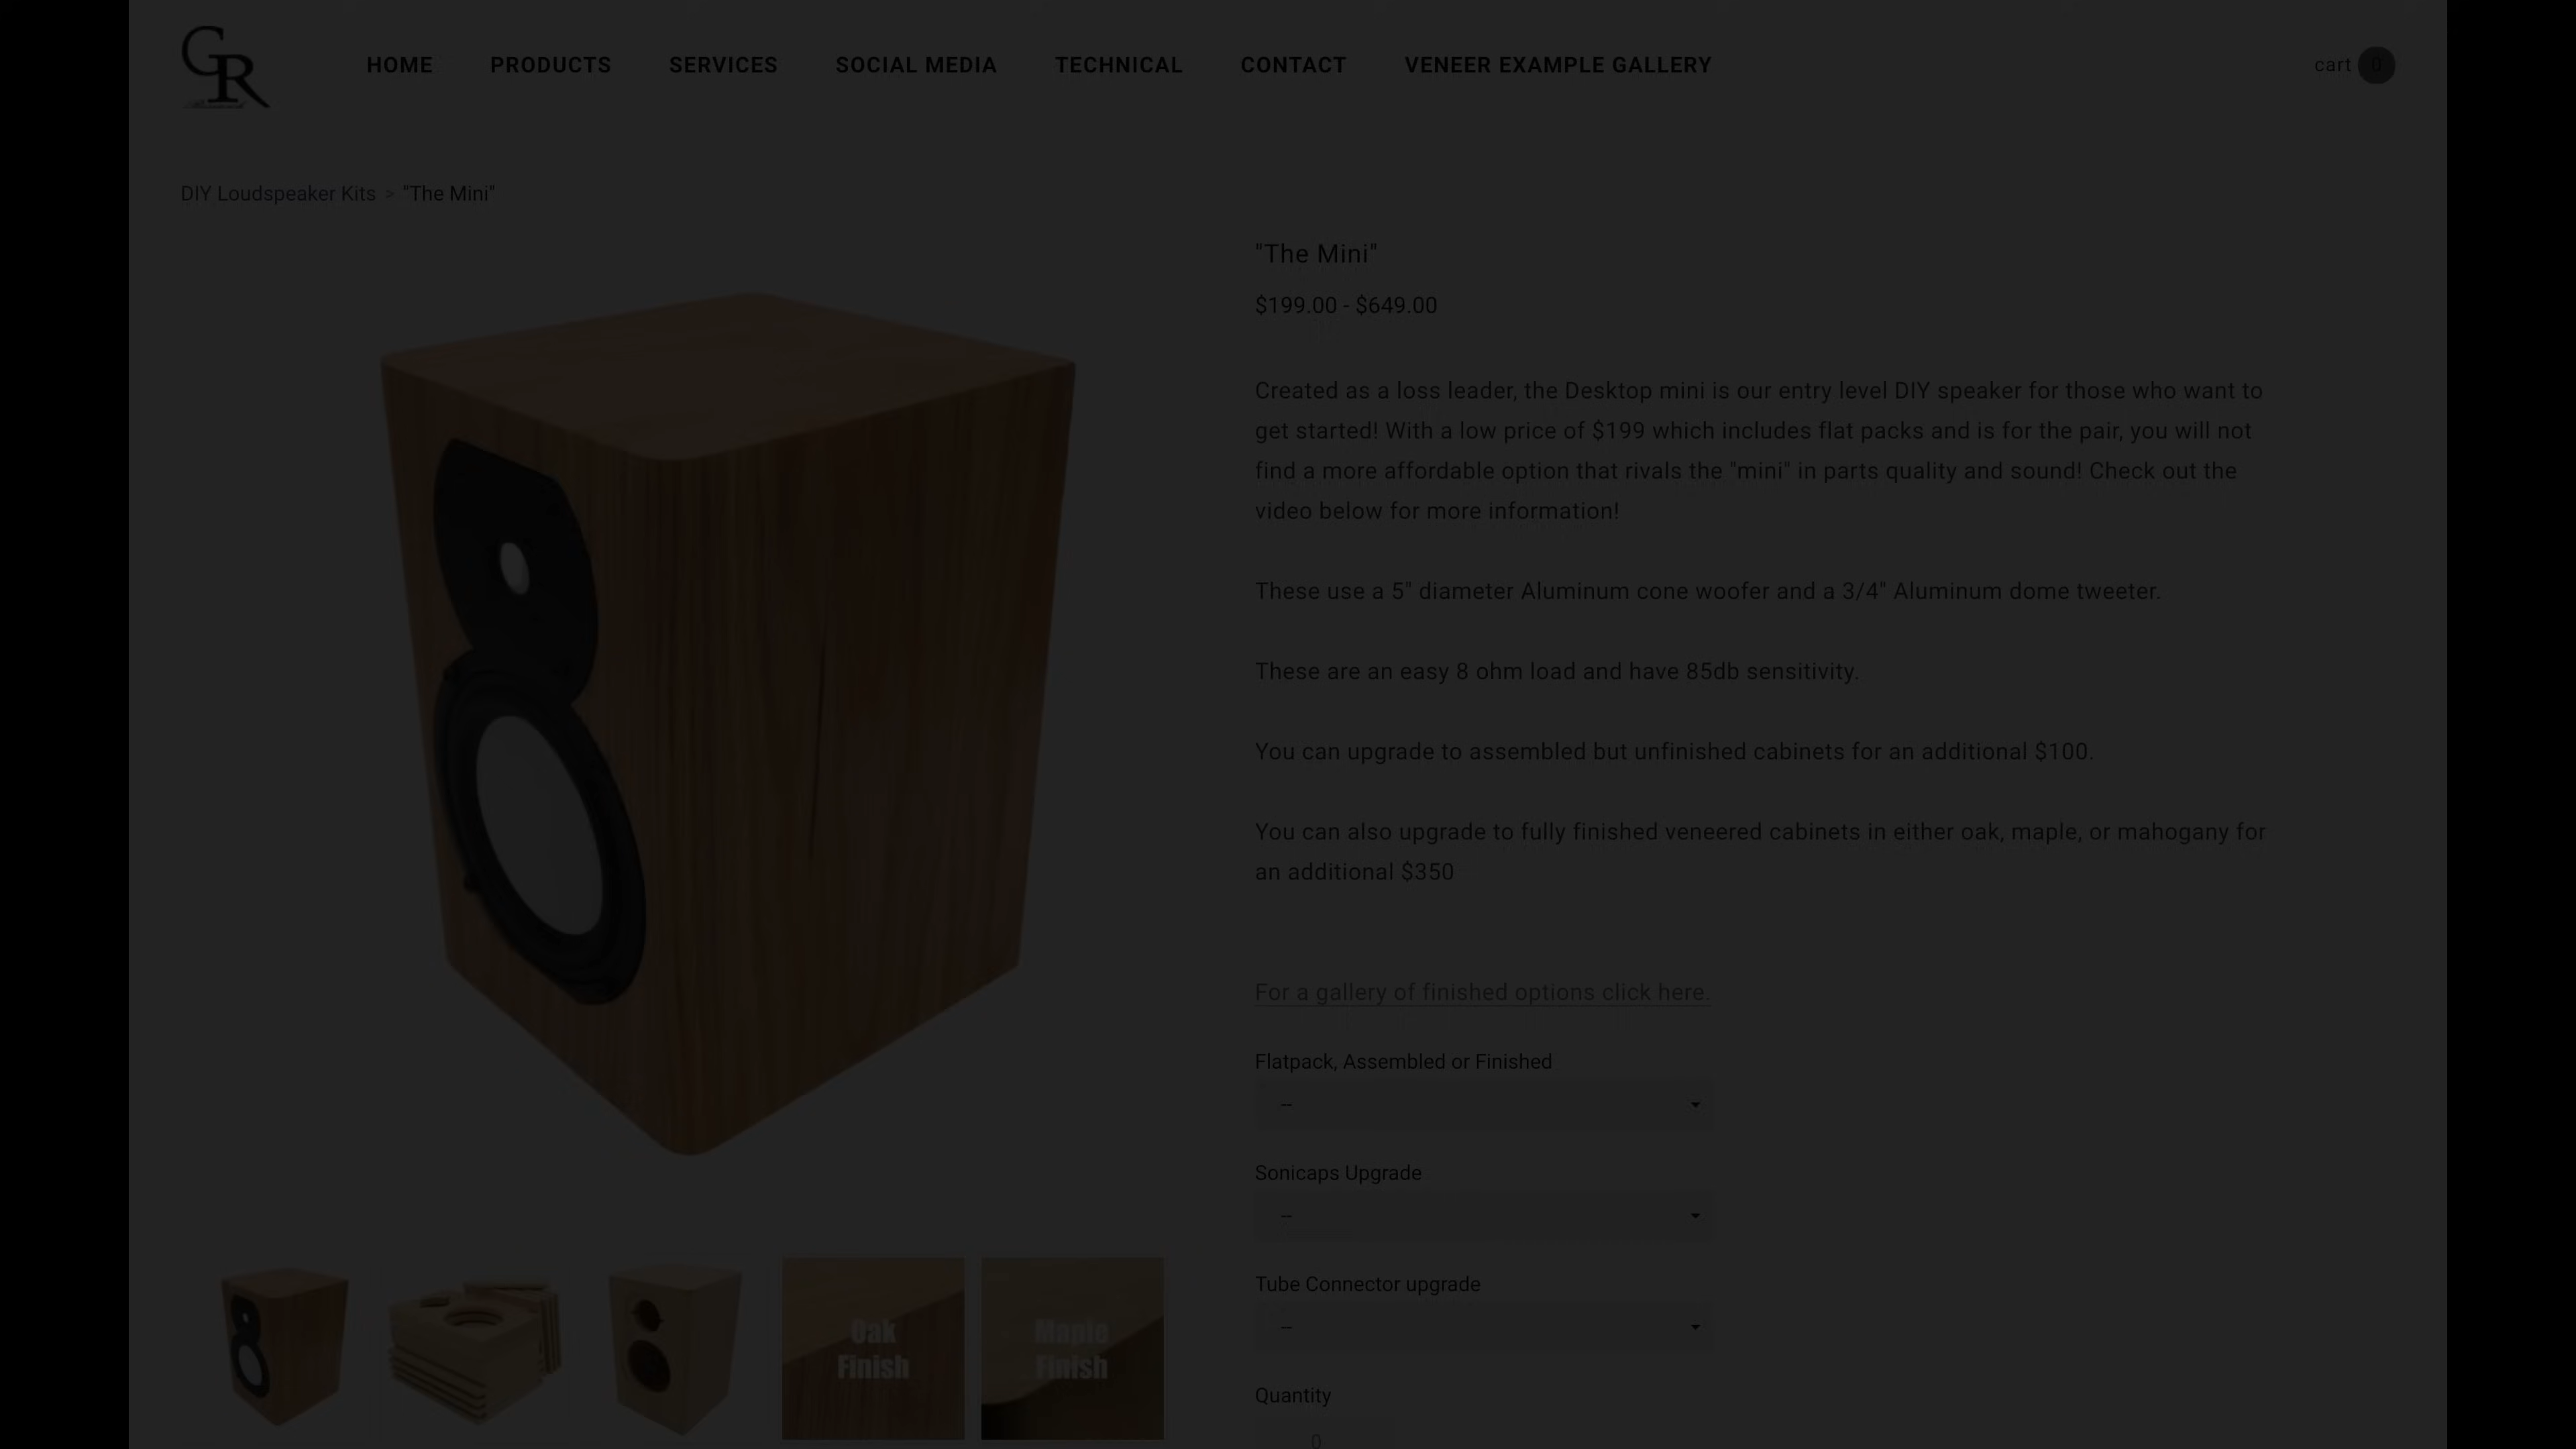 GR
HOME PRODUCTS SERVICES SOCIAL MEDIA TECHNICAL CONTACT VENEER EXAMPLE GALLERY cart 0
DIY Loudspeaker Kits > "The Mini"
"The Mini"
$199.00 - $649.00
Created as a loss leader, the Desktop mini is our entry level DIY speaker for those who want to
get started! With a low price of $199 which includes flat packs and is for the pair, you will not
find a more affordable option that rivals the "mini" in parts quality and sound! Check out the
video below for more information!
These use a 5" diameter Aluminum cone woofer and a 3/4" Aluminum dome tweeter.
These are an easy 8 ohm load and have 85db sensitivity.
You can upgrade to assembled but unfinished cabinets for an additional $100.
You can also upgrade to fully finished veneered cabinets in either oak, maple, or mahogany for
an additional $350
For a gallery of finished options click here.
Flatpack, Assembled or Finished
--
Sonicaps Upgrade
--
Tube Connector upgrade
--
Quantity
0
Oak
Finish
Maple
Finish